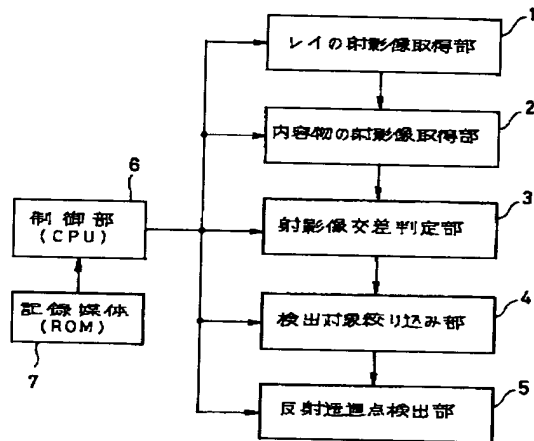 1
レイの射影像取得部
2
内容物の射影像取得部
6
制御部
(CPU)
3
射影像交差判定部
記録媒体
(ROM)
7
4
検出対象絞り込み部
5
反射透過点検出部